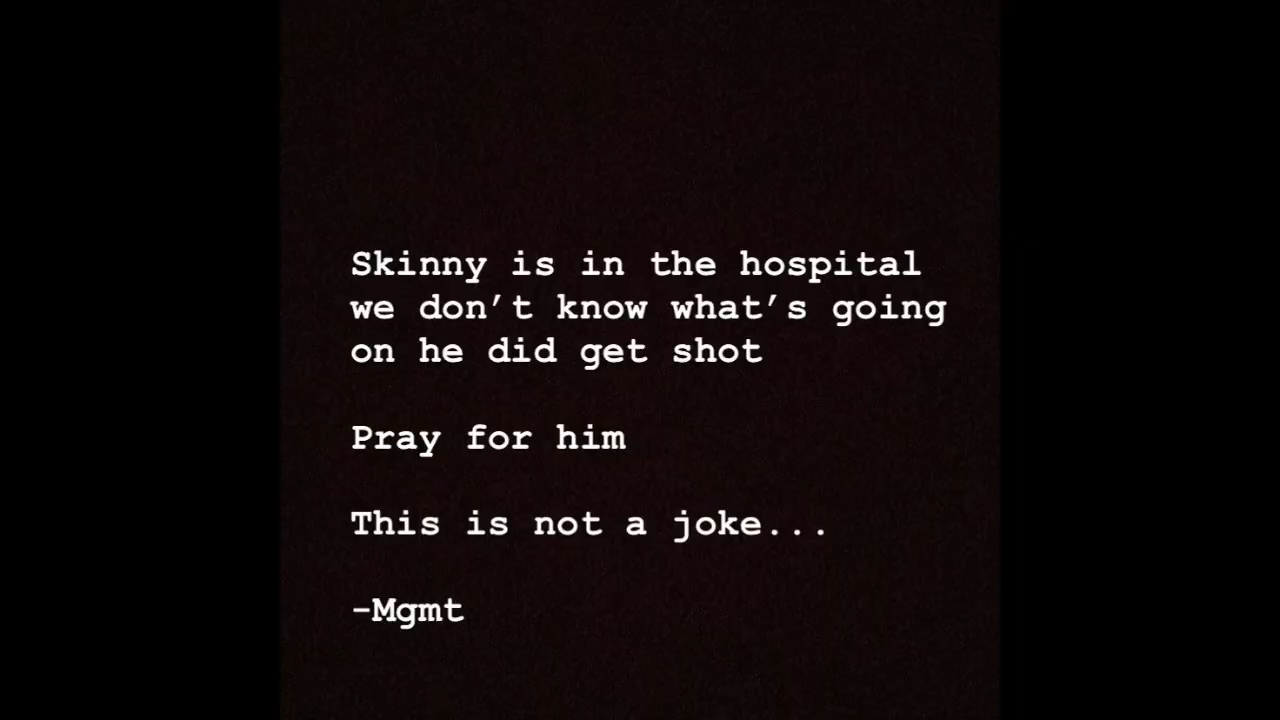 Skinny is in the hospital
we don’t know what’s going
on he did get shot
Pray for him
This is not a joke...
-Mgmt